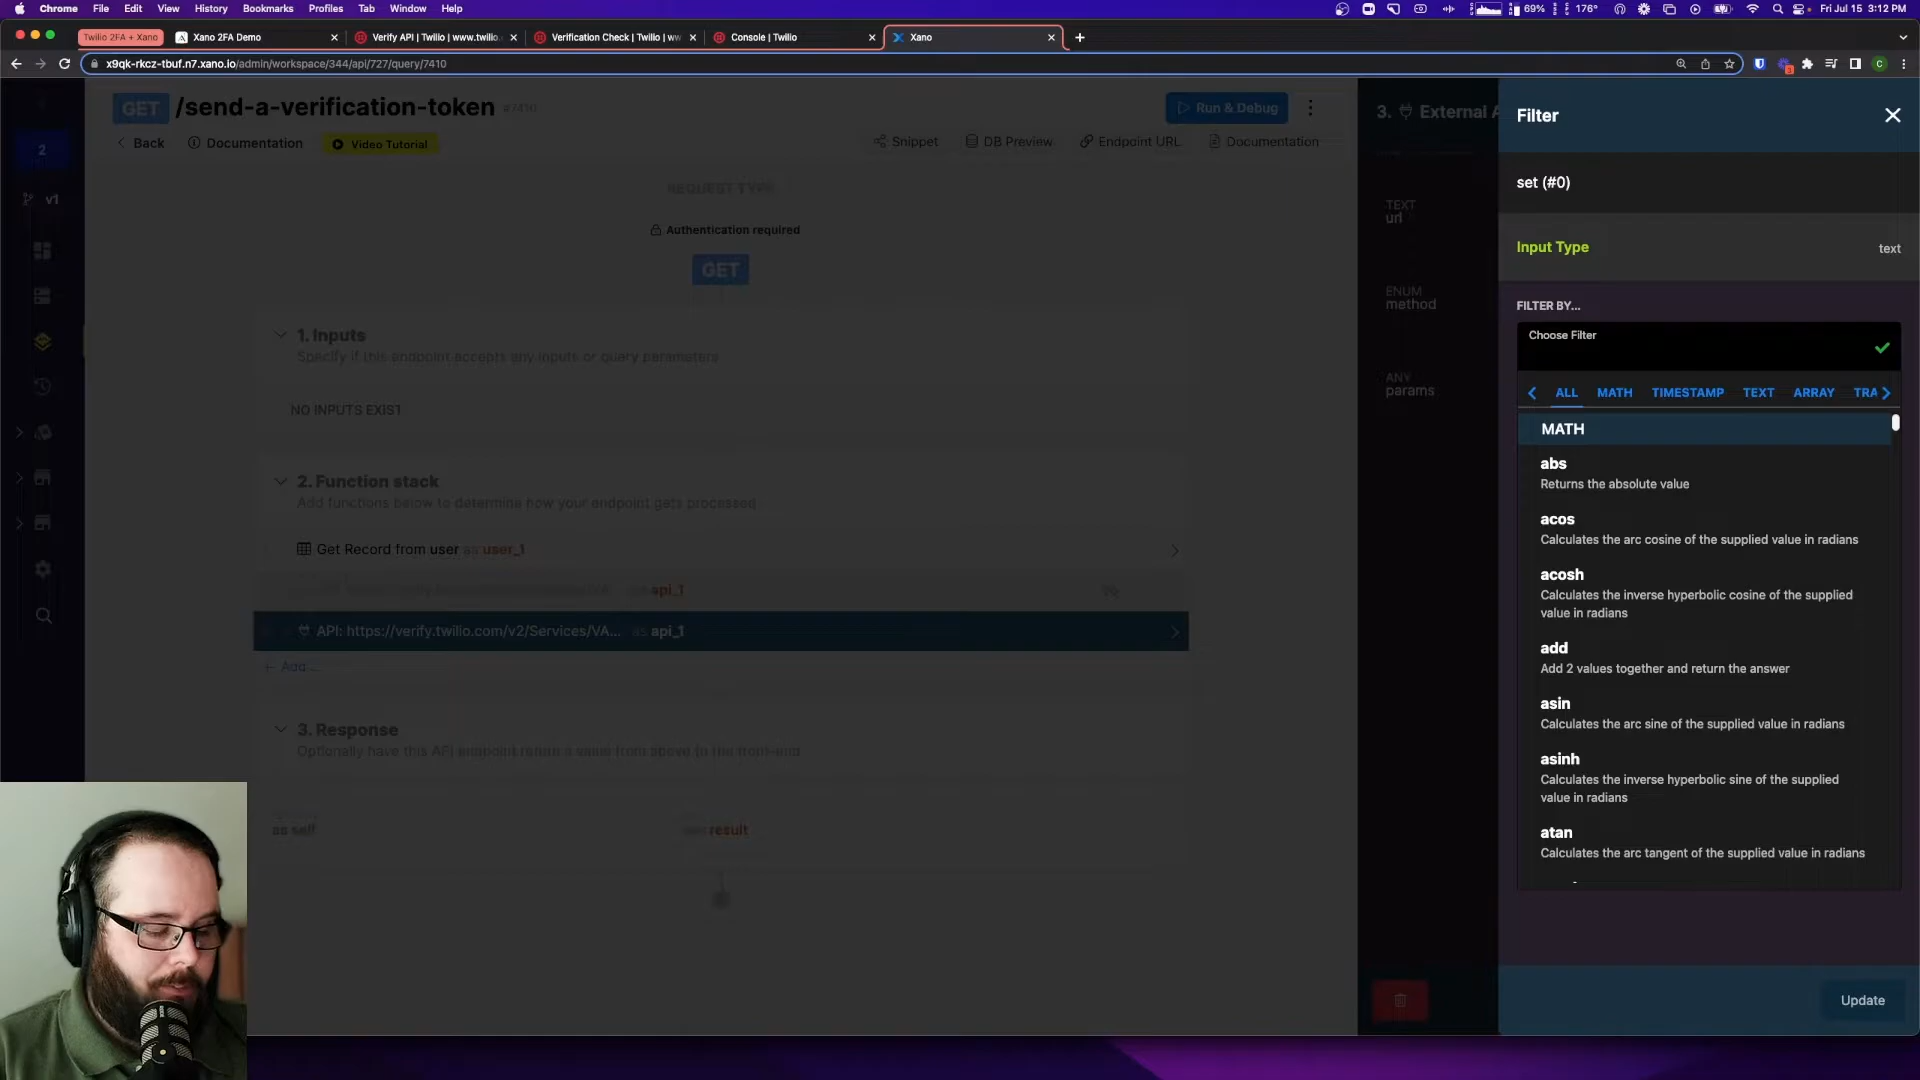 Chrome File Edit View History Bookmarks Profiles Tab Window Help
69% 176° Fri Jul 15 3:12 PM
Twilio 2FA + Xano Xano 2FA Demo Verify API | Twilio | www.twilio. Verification Check | Twilio | ww Console | Twilio Xano
x9qk-rkcz-tbuf.n7.xano.io/admin/workspace/344/api/727/query/7410
GET /send-a-verification-token #7410
Run & Debug
Back Documentation Video Tutorial
Snippet DB Preview Endpoint URL Documentation
2
v1
REQUEST TYPE
Authentication required
GET
1. Inputs
Specify if this endpoint accepts any inputs or query parameters
NO INPUTS EXIST
2. Function stack
Add functions below to determine how your endpoint gets processed
Get Record from user as user_1
as api_1
API: https://verify.twilio.com/v2/Services/VA... as api_1
Add...
3. Response
Optionally have this API endpoint return a value from above to the front-end
as self
result
3. External A
TEXT
url
ENUM
method
ANY
params
Filter
set (#0)
Input Type text
FILTER BY...
Choose Filter
ALL MATH TIMESTAMP TEXT ARRAY TRA
MATH
abs
Returns the absolute value
acos
Calculates the arc cosine of the supplied value in radians
acosh
Calculates the inverse hyperbolic cosine of the supplied
value in radians
add
Add 2 values together and return the answer
asin
Calculates the arc sine of the supplied value in radians
asinh
Calculates the inverse hyperbolic sine of the supplied
value in radians
atan
Calculates the arc tangent of the supplied value in radians
Update